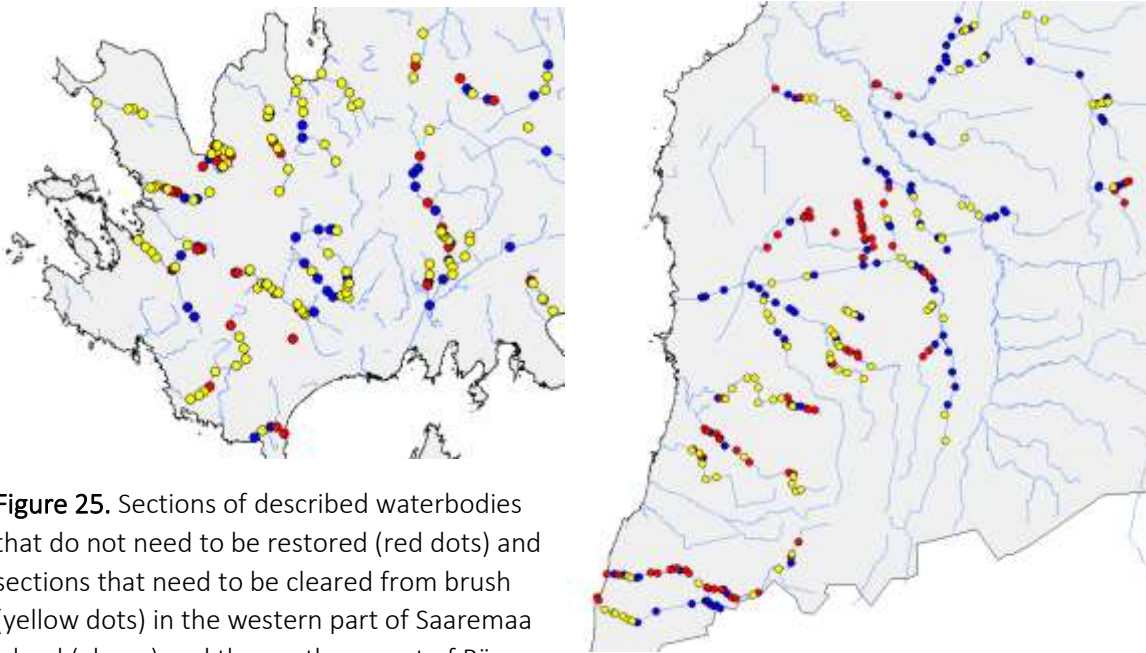 Figure 25. Sections of described waterbodies
that do not need to be restored (red dots) and
sections that need to be cleared from brush
(yellow dots) in the western part of Saaremaa